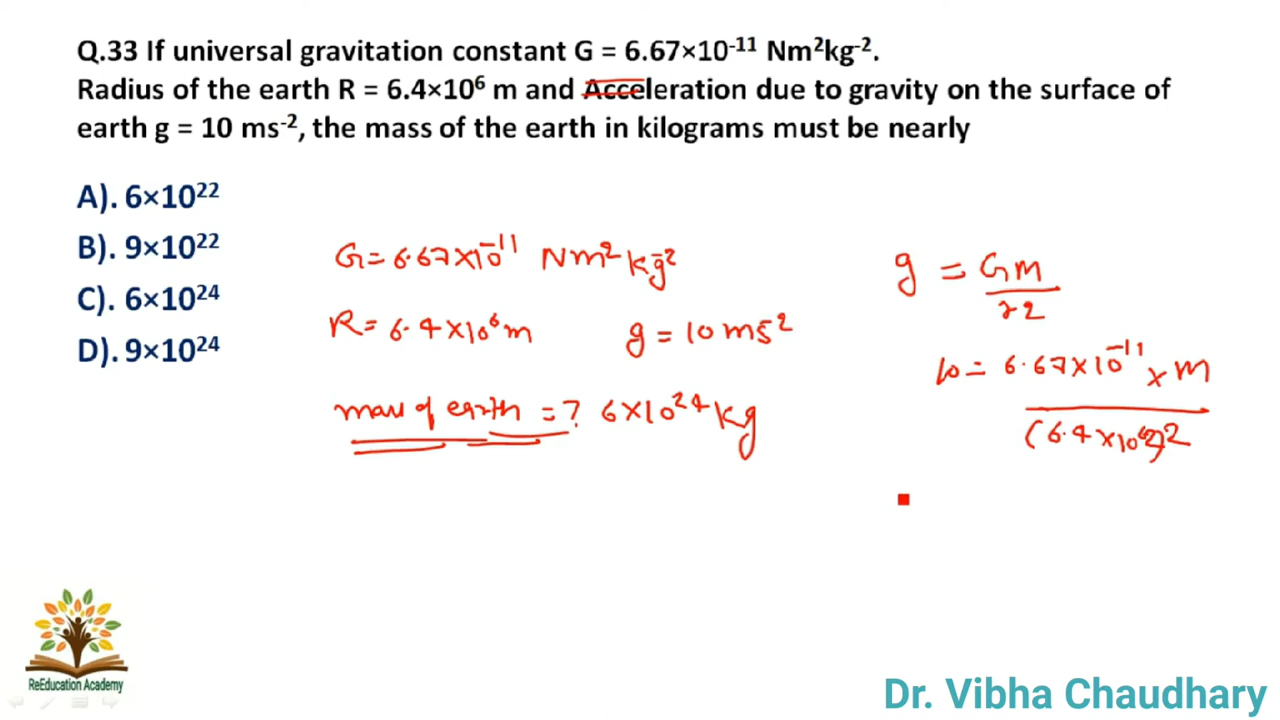 Q.33 If universal gravitation constant G = 6.67×10⁻¹¹ Nm²kg⁻².
Radius of the earth R = 6.4×10⁶ m and Acceleration due to gravity on the surface of
earth g = 10 ms⁻², the mass of the earth in kilograms must be nearly
A). 6×10²²
B). 9×10²²
C). 6×10²⁴
D). 9×10²⁴
G = 6.67×10⁻¹¹ Nm² kg⁻²
R = 6.4×10⁶ m g = 10 ms⁻²
mass of earth = ? 6×10²⁴ kg
g = Gm
r2
10 = 6.67×10⁻¹¹ × m
(6.4×10⁶)²
ReEducation Academy
Dr. Vibha Chaudhary